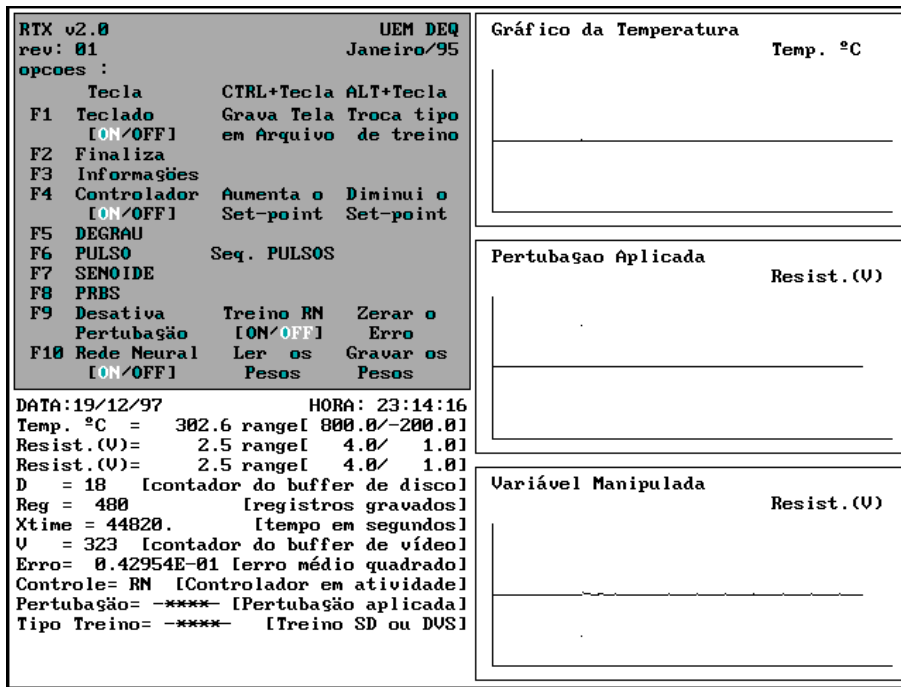 RTX v2.0 UEM DEQ
rev: 01 Janeiro/95
opcoes :
Tecla CTRL+Tecla ALT+Tecla
F1 Teclado Grava Tela Troca tipo
[ON/OFF] em Arquivo de treino
F2 Finaliza
F3 Informaşöes
F4 Controlador Aumenta o Diminui o
[ON/OFF] Set-point Set-point
F5 DEGRAU
F6 PULSO Seq. PULSOS
F7 SENOIDE
F8 PRBS
F9 Desativa Treino RN Zerar o
Pertubaşäo [ON/OFF] Erro
F10 Rede Neural Ler os Gravar os
[ON/OFF] Pesos Pesos
DATA:19/12/97 HORA: 23:14:16
Temp. ºC = 302.6 range[ 800.0/-200.0]
Resist.(V)= 2.5 range[ 4.0/ 1.0]
Resist.(V)= 2.5 range[ 4.0/ 1.0]
D = 18 [contador do buffer de disco]
Reg = 480 [registros gravados]
Xtime = 44820. [tempo em segundos]
V = 323 [contador do buffer de vídeo]
Erro= 0.42954E-01 [erro médio quadrado]
Controle= RN [Controlador em atividade]
Pertubaşäo= -****- [Pertubaşäo aplicada]
Tipo Treino= -****- [Treino SD ou DVS]
Gráfico da Temperatura
Temp. ºC
Pertubaşao Aplicada
Resist.(V)
Variável Manipulada
Resist.(V)